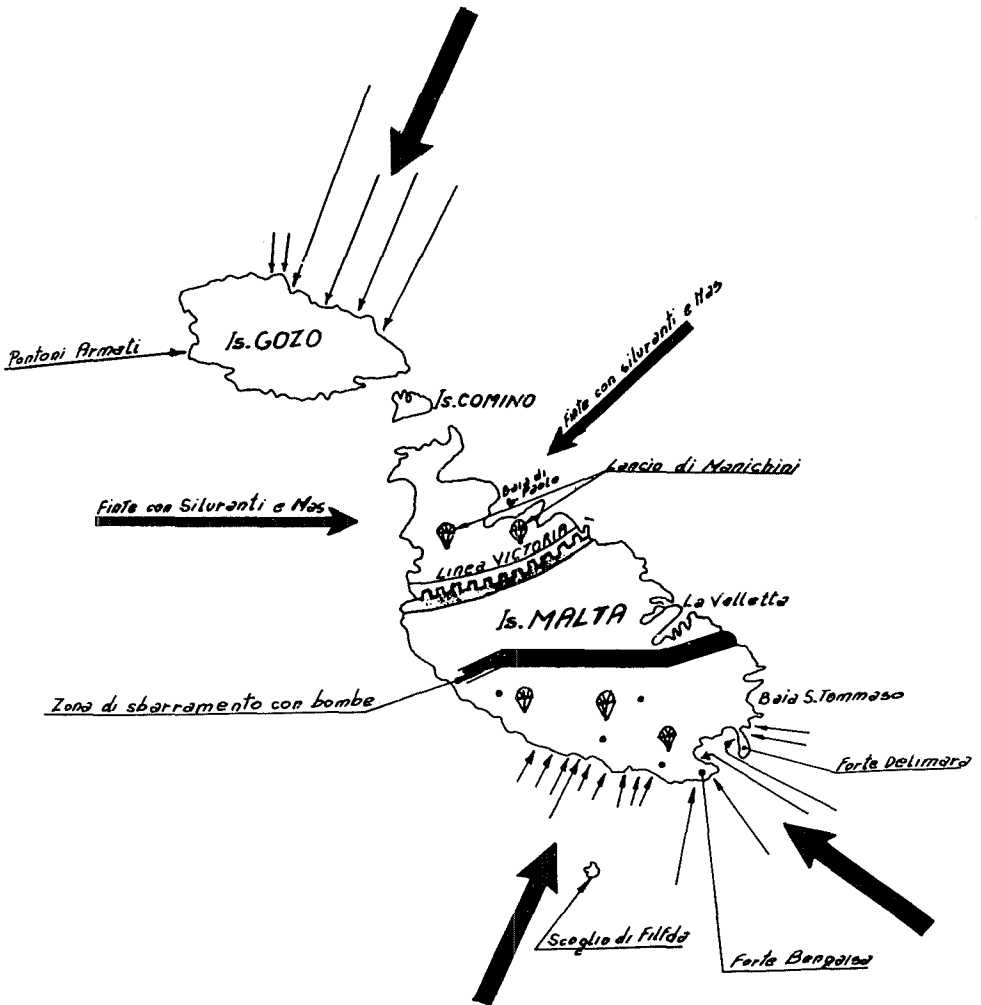 Is. GOZO
Pontoni Armati
Finte con siluranti e Mas
Is. COMINO
Lancio di Manichini
Baia di
S. Paolo
Finte con Siluranti e Mas
Linea VICTORIA
Is. MALTA
La Valletta
Zona di sbarramento con bombe
Baia S. Tommaso
Forte Delimara
Scoglio di Filfda
Forte Bengaisa